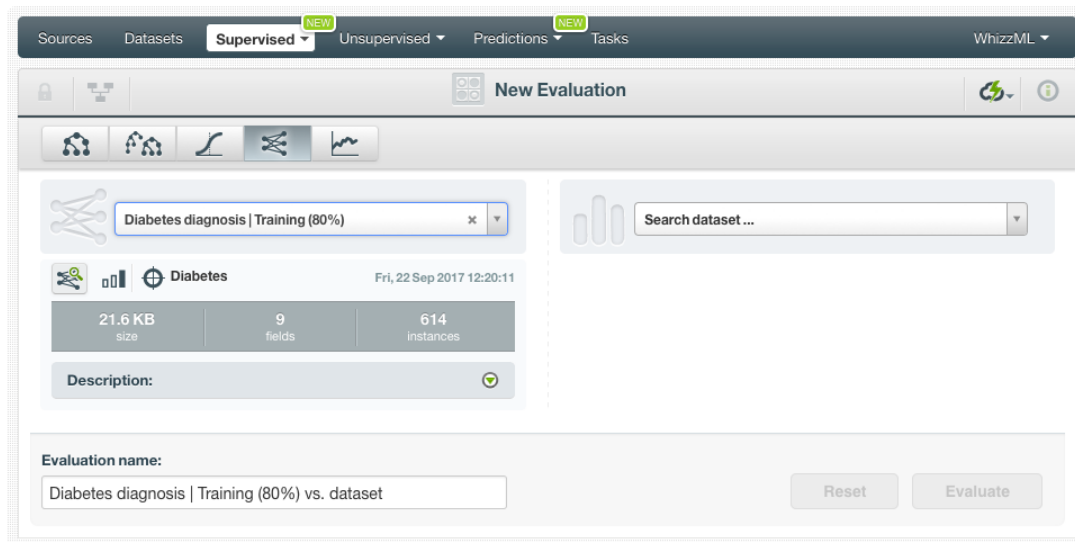 NEW NEW
Sources Datasets Supervised Unsupervised Predictions Tasks WhizzML
New Evaluation
Diabetes diagnosis | Training (80%) Search dataset ...
Diabetes Fri, 22 Sep 2017 12:20:11
21.6 KB 9 614
size fields instances
Description:
Evaluation name:
Diabetes diagnosis | Training (80%) vs. dataset Reset Evaluate